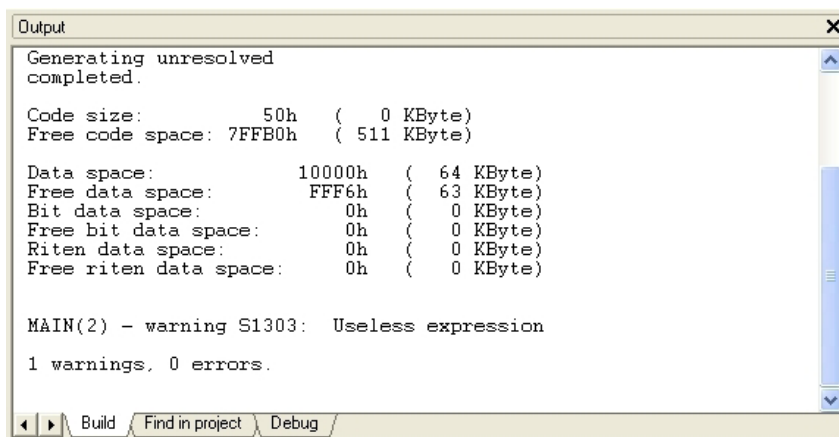 Output
Generating unresolved
completed.
Code size: 50h ( 0 KByte)
Free code space: 7FFB0h ( 511 KByte)
Data space: 10000h ( 64 KByte)
Free data space: FFF6h ( 63 KByte)
Bit data space: 0h ( 0 KByte)
Free bit data space: 0h ( 0 KByte)
Riten data space: 0h ( 0 KByte)
Free riten data space: 0h ( 0 KByte)
MAIN(2) – warning S1303: Useless expression
1 warnings, 0 errors.
Build Find in project Debug